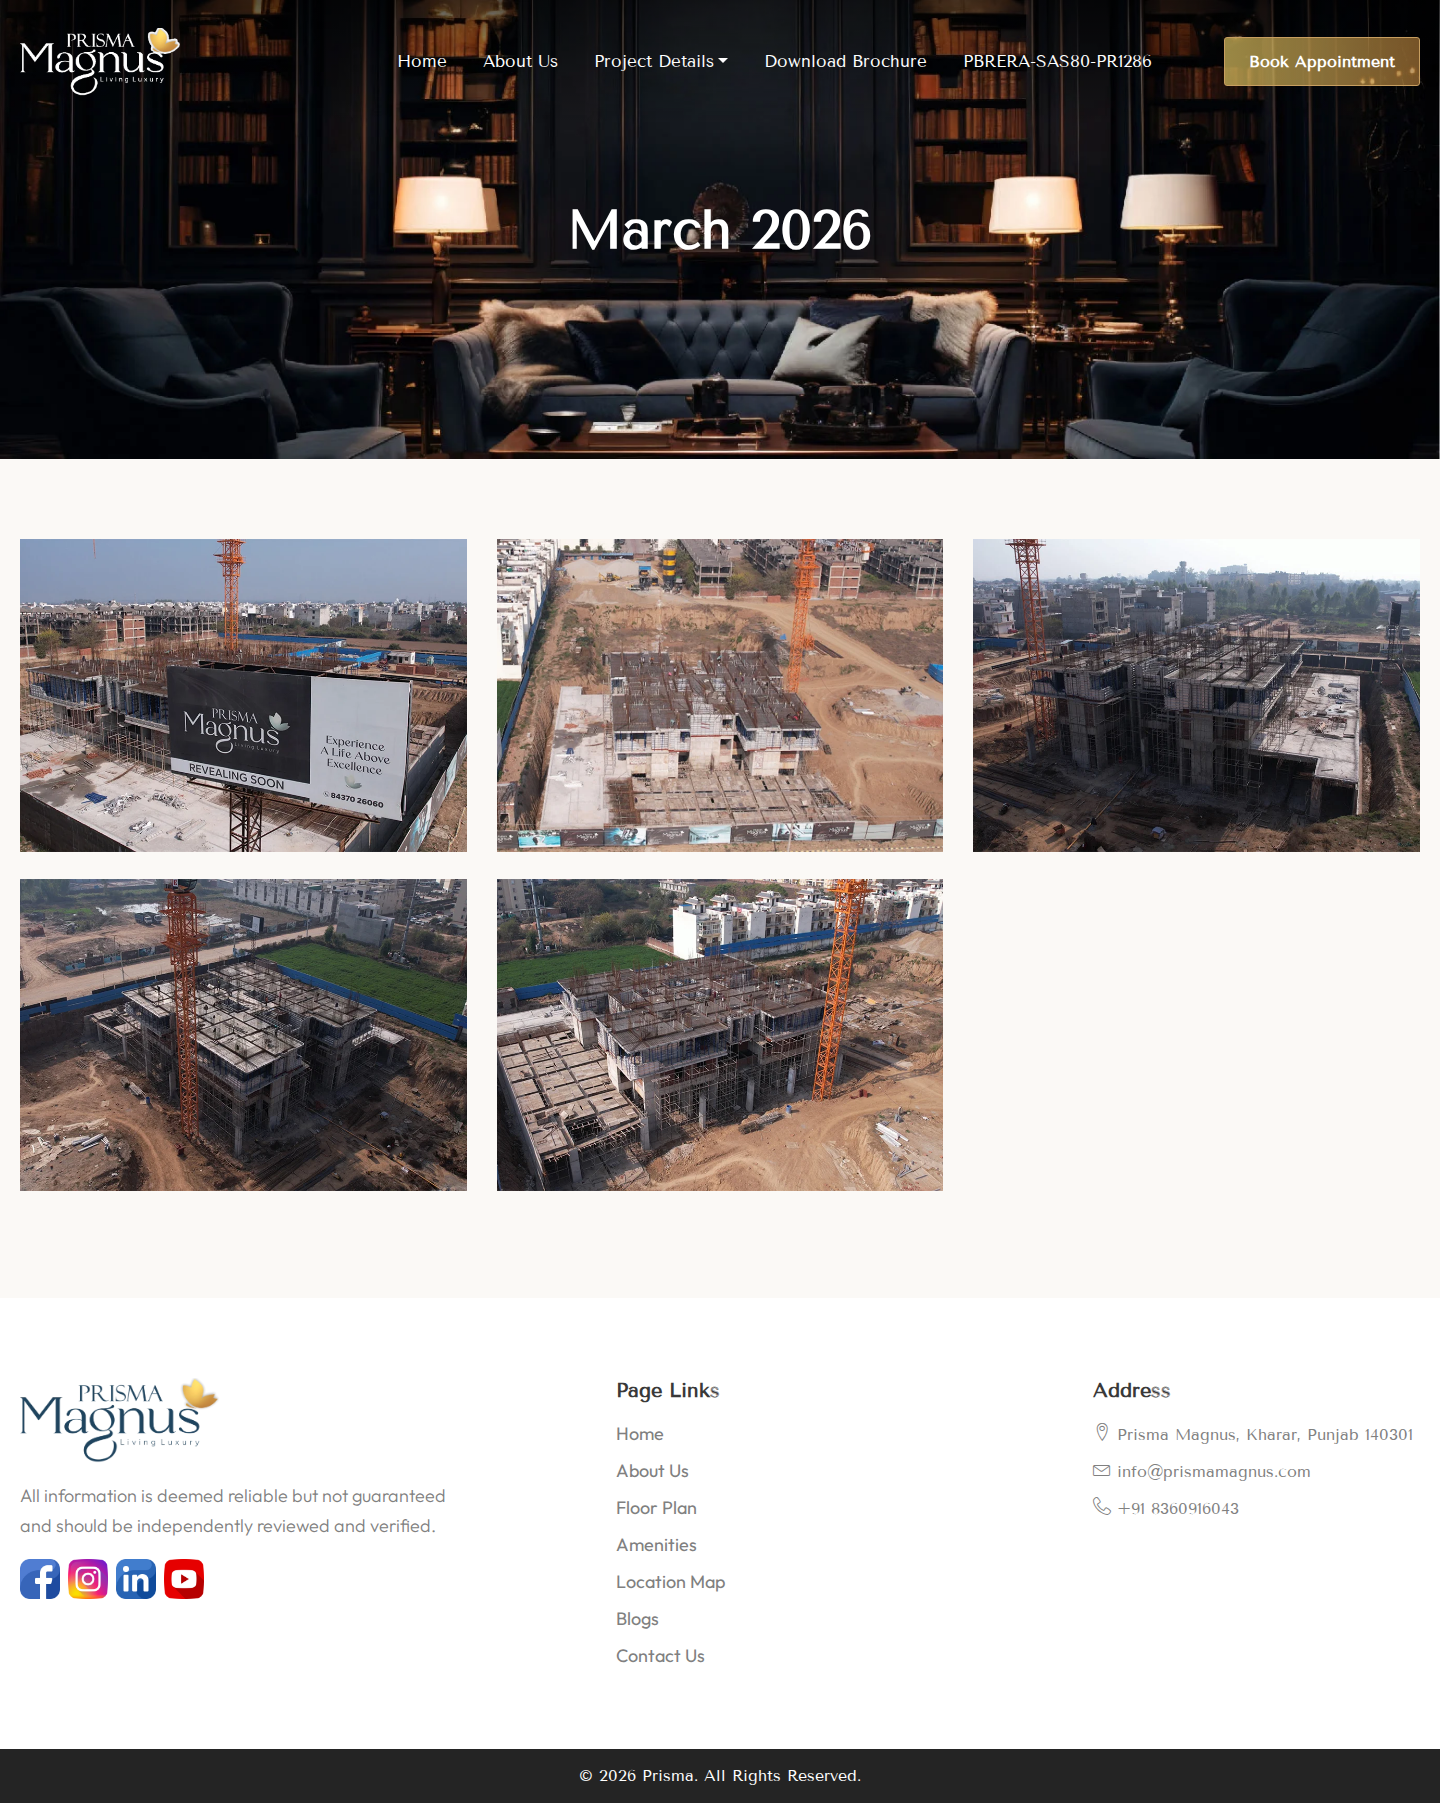 PRISMA
Magnus
Living Luxury
Home
About Us
Project Details
Download Brochure
PBRERA-SAS80-PR1286
Book Appointment
March 2026
PRISMA
Magnus
Living Luxury
REVEALING SOON
Experience
A Life Above
Excellence
84370 26060
PRISMA
Magnus
Living Luxury
All information is deemed reliable but not guaranteed
and should be independently reviewed and verified.
Page Links
Home
About Us
Floor Plan
Amenities
Location Map
Blogs
Contact Us
Address
Prisma Magnus, Kharar, Punjab 140301
info@prismamagnus.com
+91 8360916043
© 2026 Prisma. All Rights Reserved.